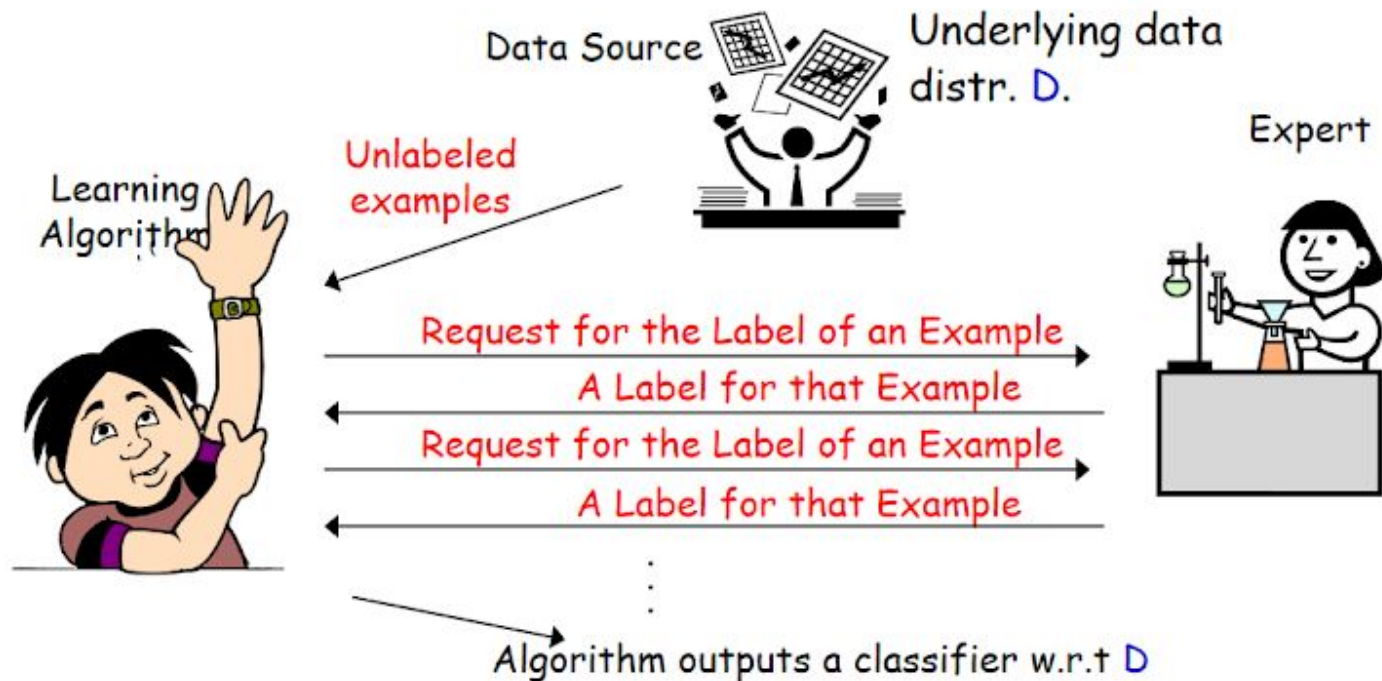 Data Source
Underlying data
distr. D.
Expert
Unlabeled
examples
Learning
Algorithm
Request for the Label of an Example
A Label for that Example
Request for the Label of an Example
A Label for that Example
Algorithm outputs a classifier w.r.t D